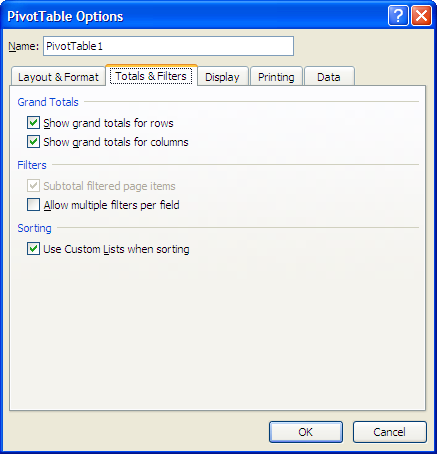 PivotTable Options
Name: PivotTable1
Layout & Format Totals & Filters Display Printing Data
Grand Totals
Show grand totals for rows
Show grand totals for columns
Filters
Subtotal filtered page items
Allow multiple filters per field
Sorting
Use Custom Lists when sorting
OK Cancel